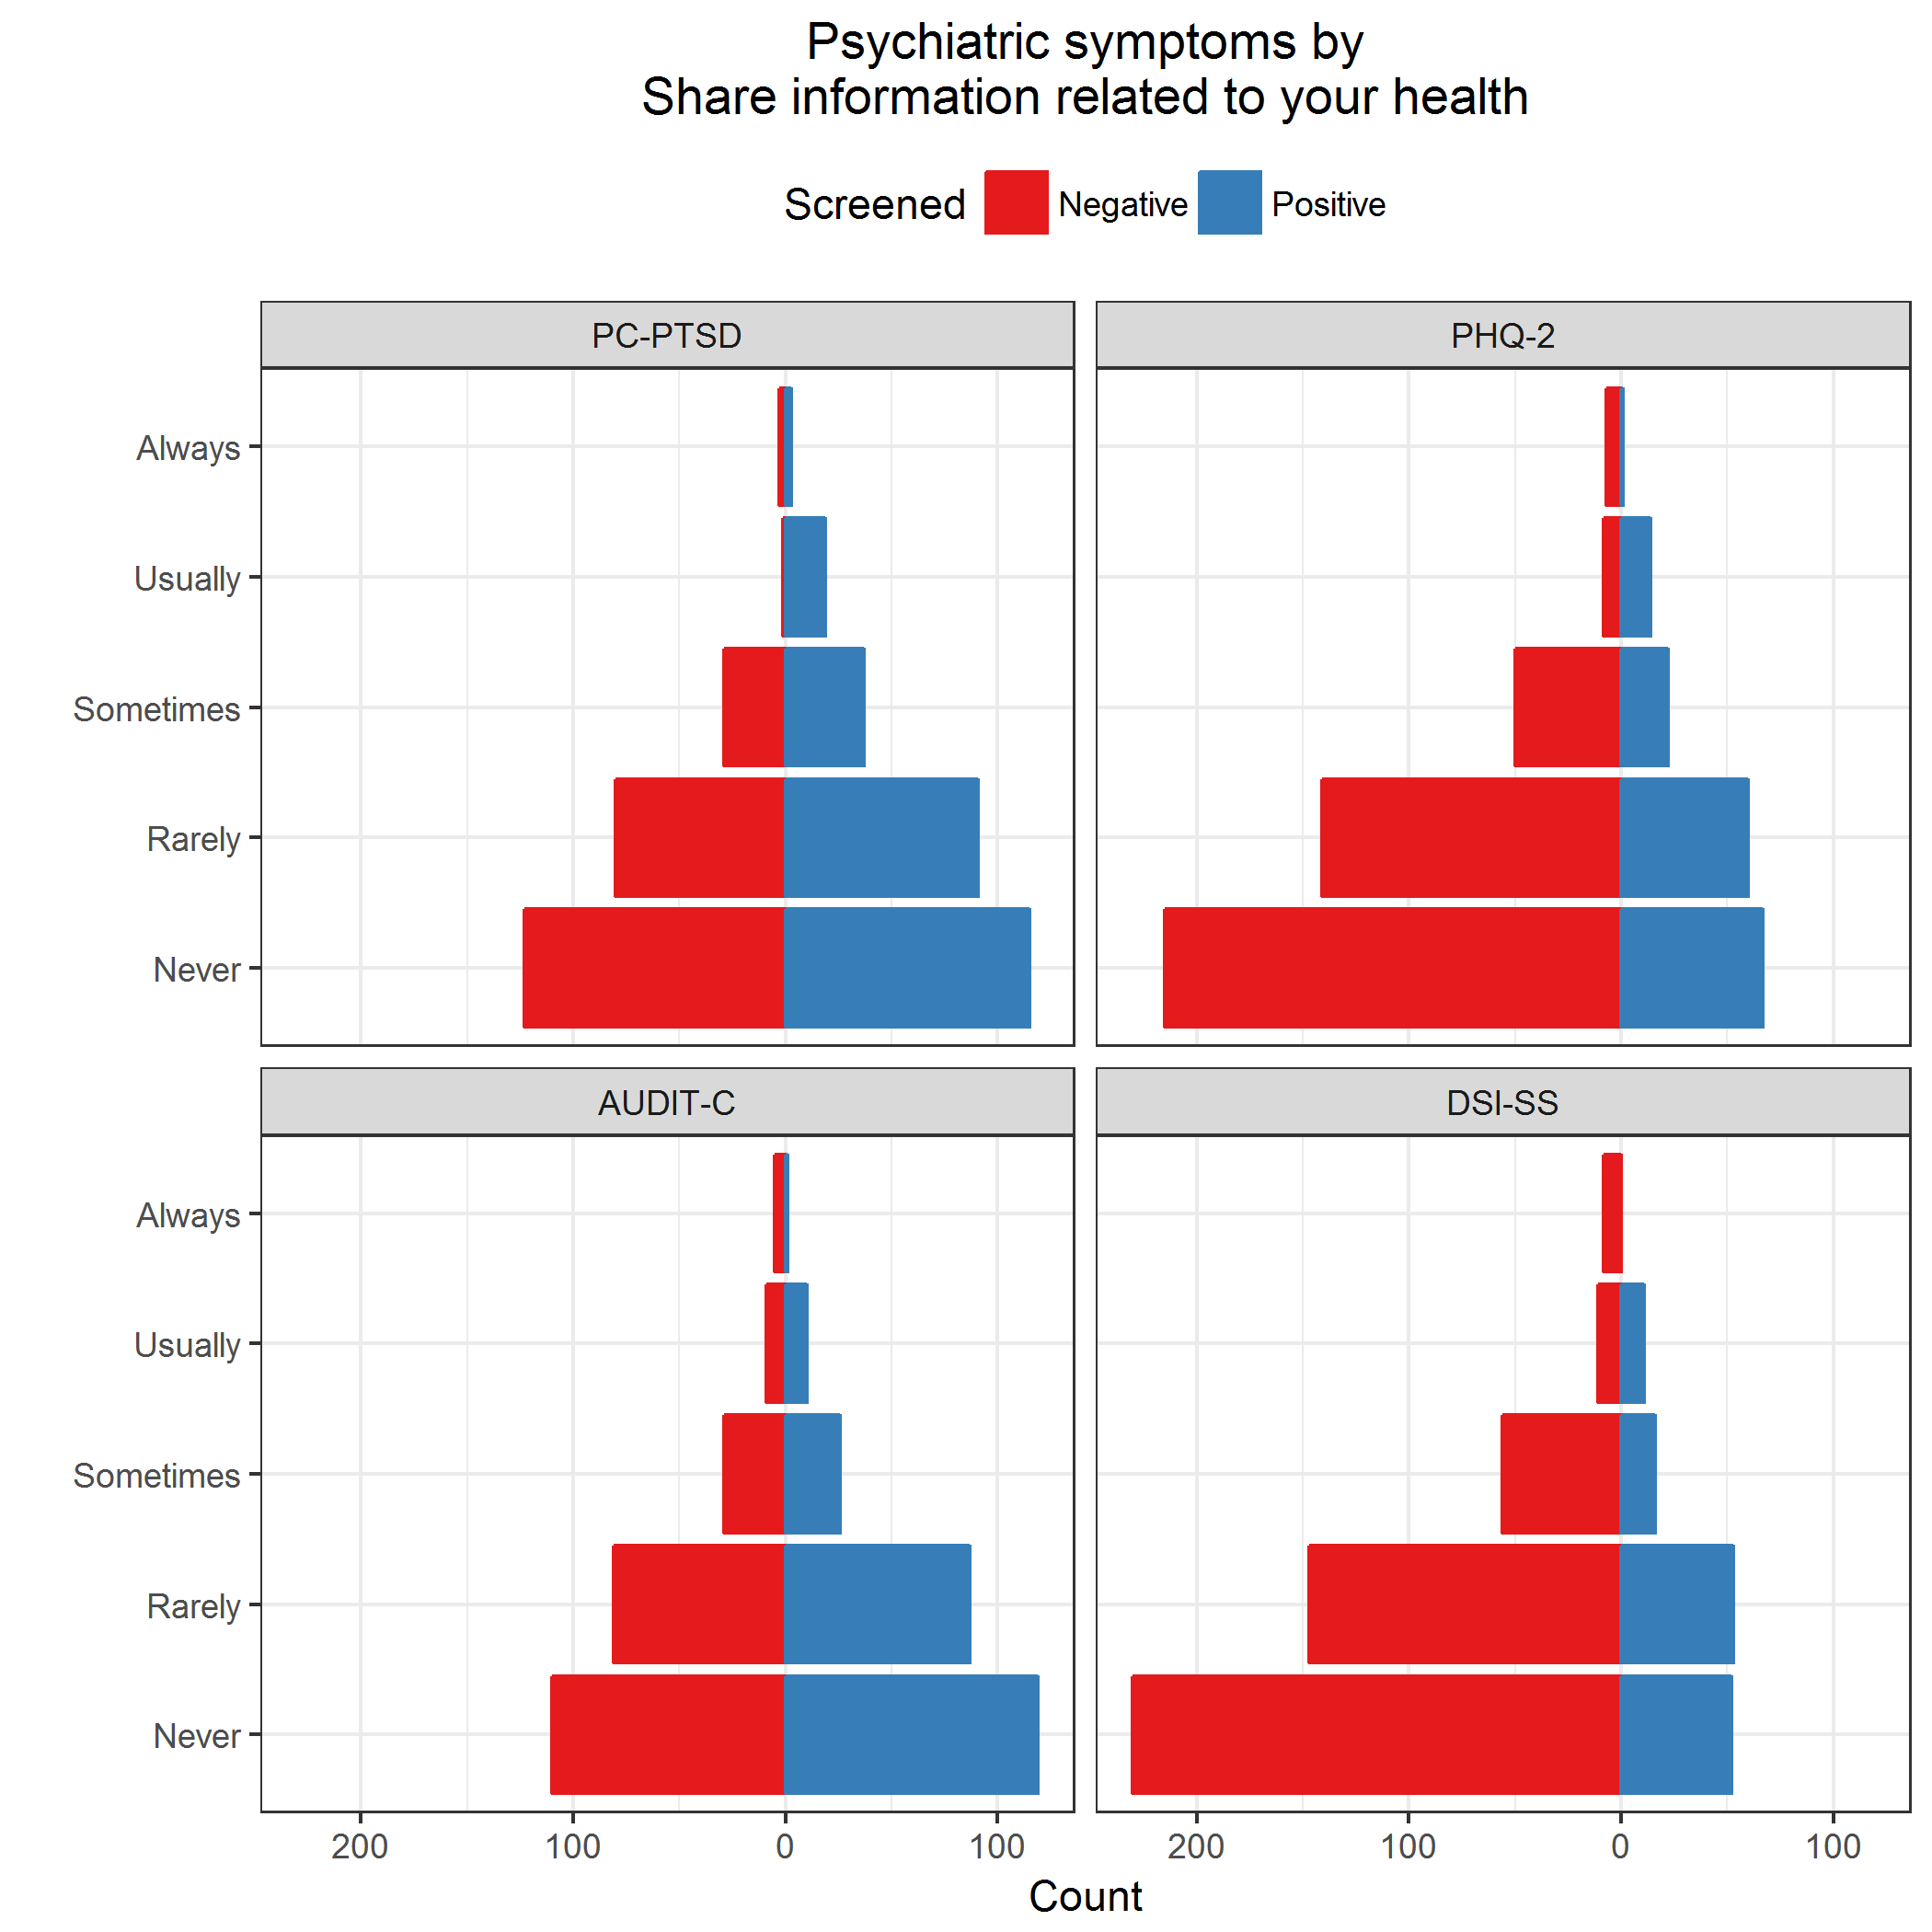 Psychiatric symptoms by
Share information related to your health
Screened Negative Positive
PC-PTSD PHQ-2
Always
Usually
Sometimes
Rarely
Never
AUDIT-C DSI-SS
Always
Usually
Sometimes
Rarely
Never
200 100 0 100 200 100 0 100
Count